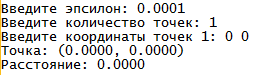 Введите эпсилон: 0.0001
Введите количество точек: 1
Введите координаты точек 1: 0 0
Точка: (0.0000, 0.0000)
Расстояние: 0.0000